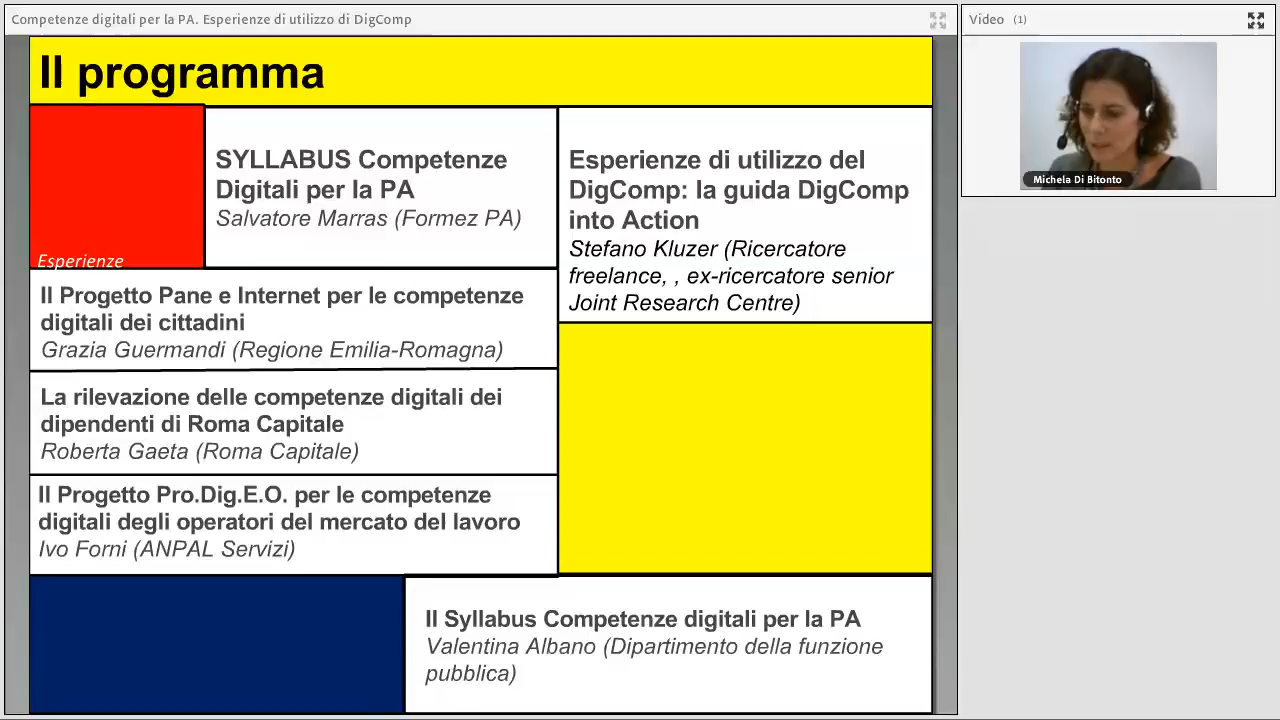 Competenze digitali per la PA. Esperienze di utilizzo di DigComp
Video (1)
Michela Di Bitonto
Il programma
Esperienze
SYLLABUS Competenze
Digitali per la PA
Salvatore Marras (Formez PA)
Esperienze di utilizzo del
DigComp: la guida DigComp
into Action
Stefano Kluzer (Ricercatore
freelance, , ex-ricercatore senior
Joint Research Centre)
Il Progetto Pane e Internet per le competenze
digitali dei cittadini
Grazia Guermandi (Regione Emilia-Romagna)
La rilevazione delle competenze digitali dei
dipendenti di Roma Capitale
Roberta Gaeta (Roma Capitale)
Il Progetto Pro.Dig.E.O. per le competenze
digitali degli operatori del mercato del lavoro
Ivo Forni (ANPAL Servizi)
Il Syllabus Competenze digitali per la PA
Valentina Albano (Dipartimento della funzione
pubblica)